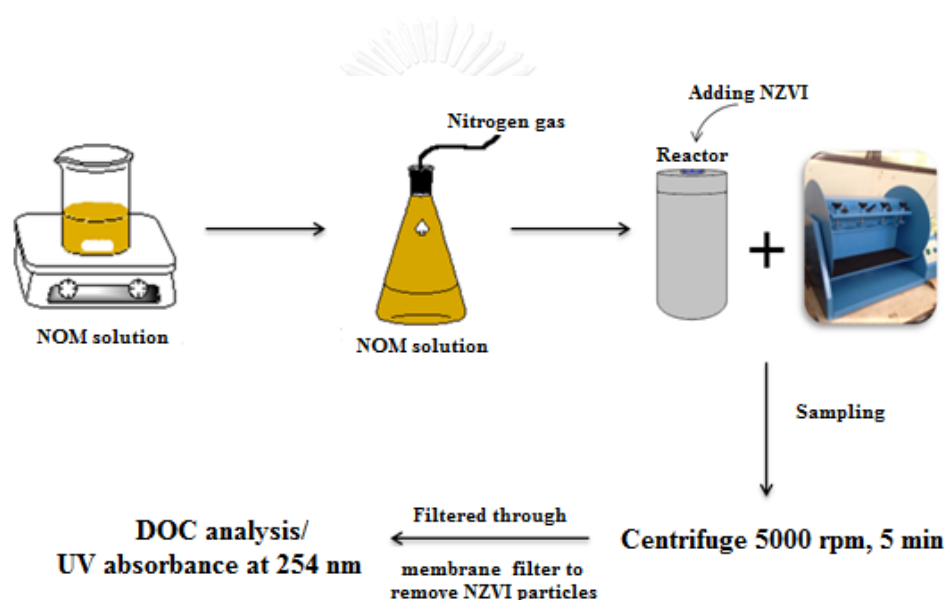 Adding NZVI
Nitrogen gas
Reactor
NOM solution
NOM solution
Sampling
Centrifuge 5000 rpm, 5 min
Filtered through
membrane filter to
remove NZVI particles
DOC analysis/
UV absorbance at 254 nm